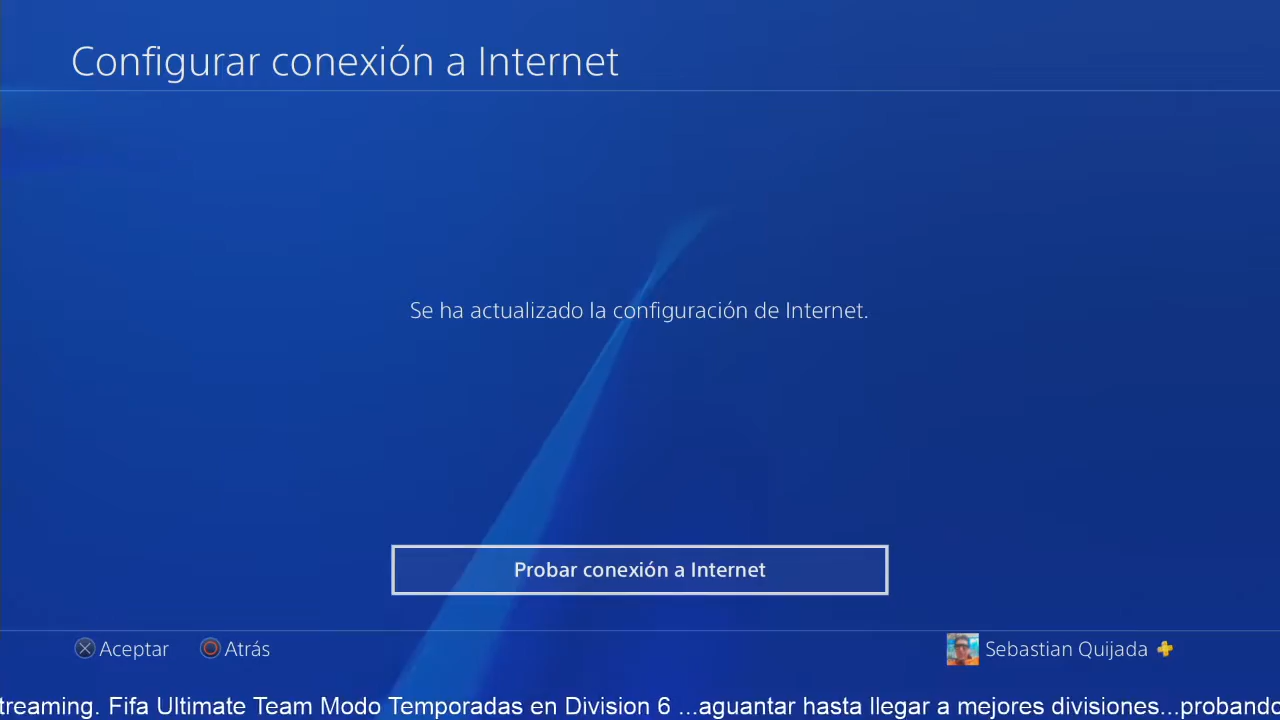 Configurar conexión a Internet
Se ha actualizado la configuración de Internet.
Probar conexión a Internet
Aceptar Atrás Sebastian Quijada
treaming. Fifa Ultimate Team Modo Temporadas en Division 6 ...aguantar hasta llegar a mejores divisiones...probando